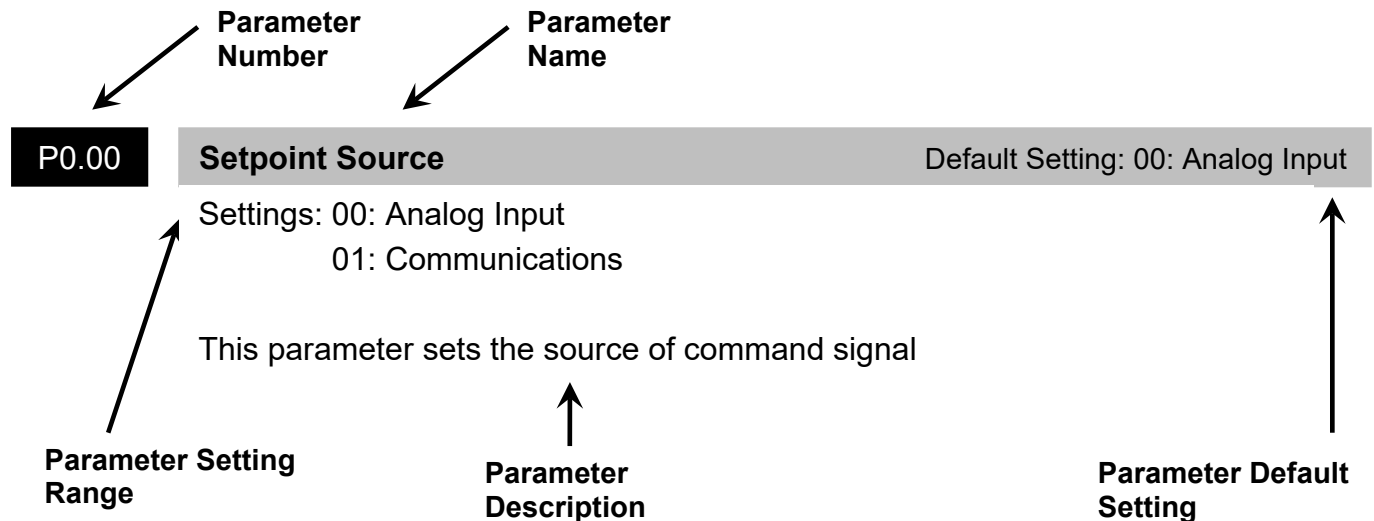 Parameter
Number
Parameter
Name
P0.00
Setpoint Source
Default Setting: 00: Analog Input
Settings: 00: Analog Input
01: Communications
This parameter sets the source of command signal
Parameter Setting
Range
Parameter
Description
Parameter Default
Setting